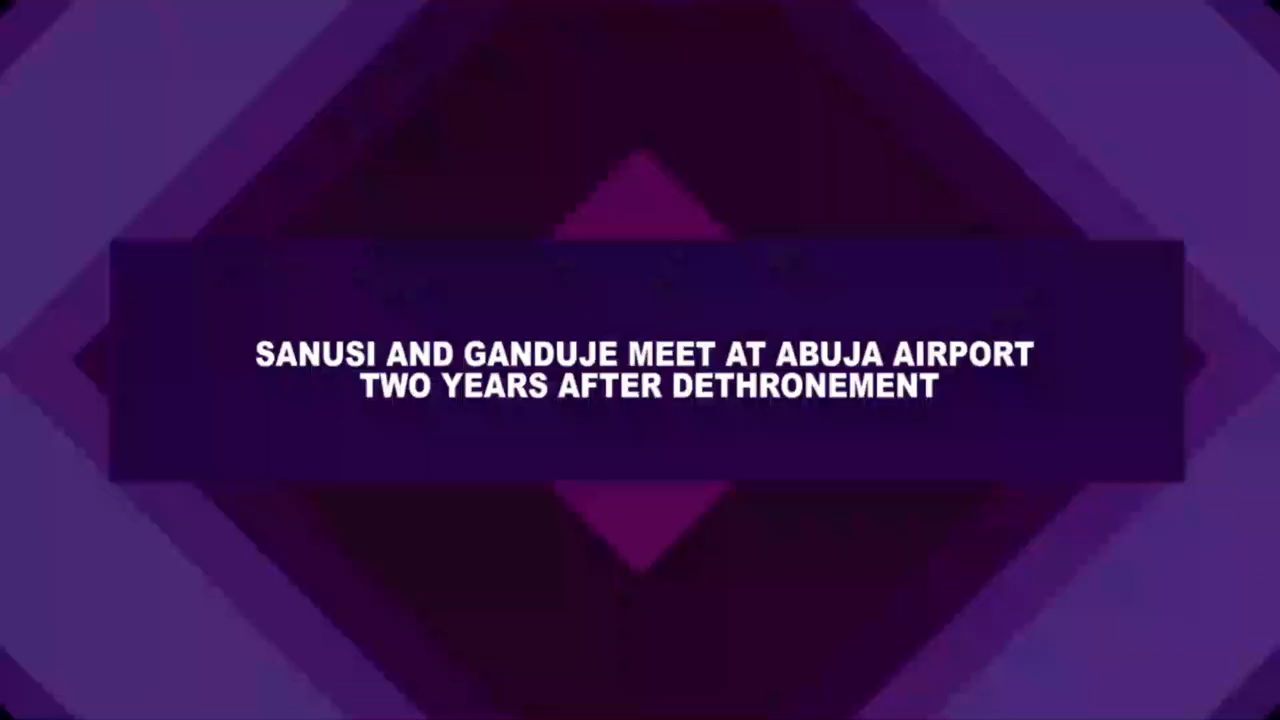 SANUSI AND GANDUJE MEET AT ABUJA AIRPORT
TWO YEARS AFTER DETHRONEMENT